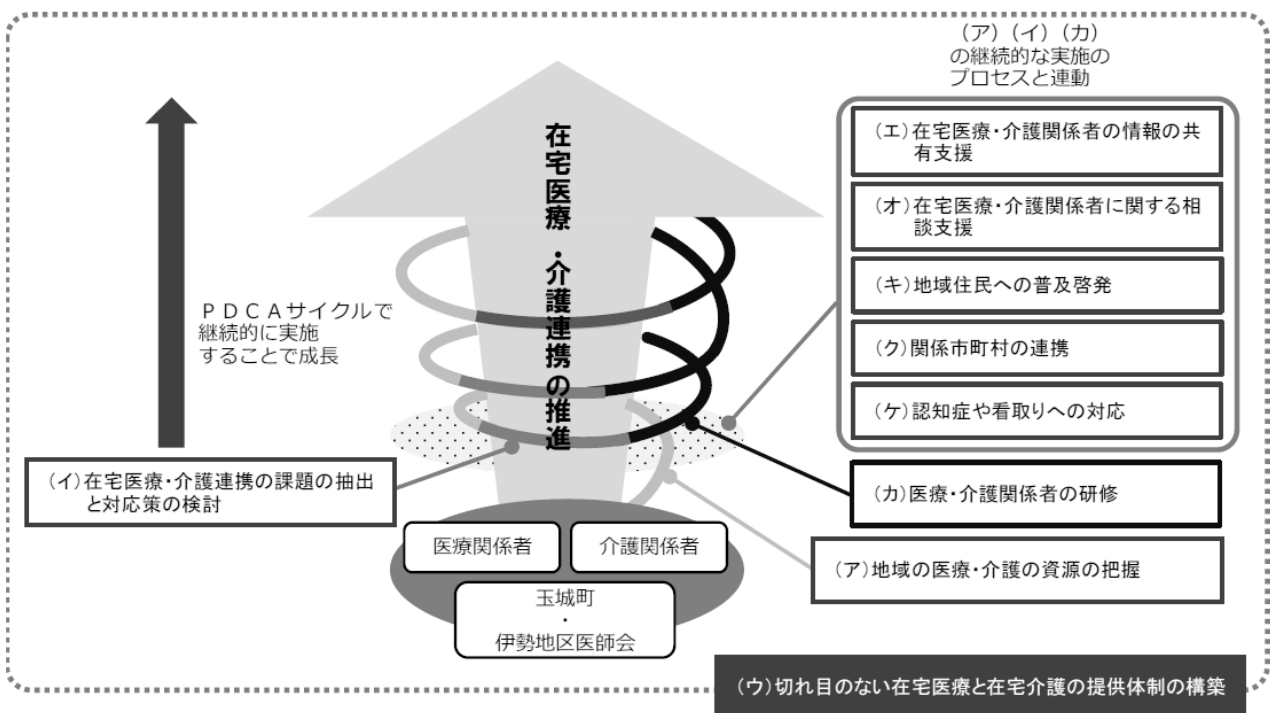 (ア)(イ)(カ)
の継続的な実施の
プロセスと連動
(エ)在宅医療・介護関係者の情報の共
有支援
(オ)在宅医療・介護関係者に関する相
談支援
(キ)地域住民への普及啓発
(ク)関係市町村の連携
(ケ)認知症や看取りへの対応
(カ)医療・介護関係者の研修
(ア)地域の医療・介護の資源の把握
在宅医療・介護連携の推進
PDCAサイクルで
継続的に実施
することで成長
(イ)在宅医療・介護連携の課題の抽出
と対応策の検討
医療関係者
介護関係者
玉城町
・
伊勢地区医師会
(ウ)切れ目のない在宅医療と在宅介護の提供体制の構築